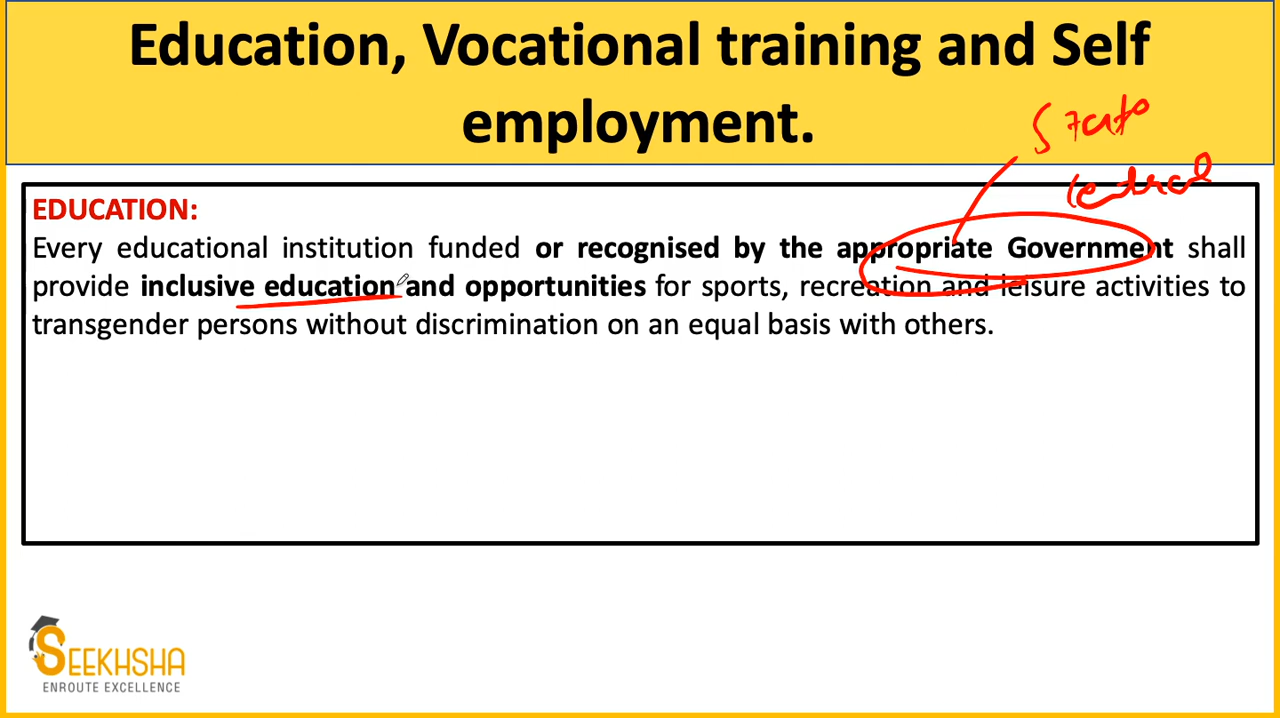 Education, Vocational training and Self
employment.
State
Central
EDUCATION:
Every educational institution funded or recognised by the appropriate Government shall
provide inclusive education and opportunities for sports, recreation and leisure activities to
transgender persons without discrimination on an equal basis with others.
SEEKHSHA
ENROUTE EXCELLENCE